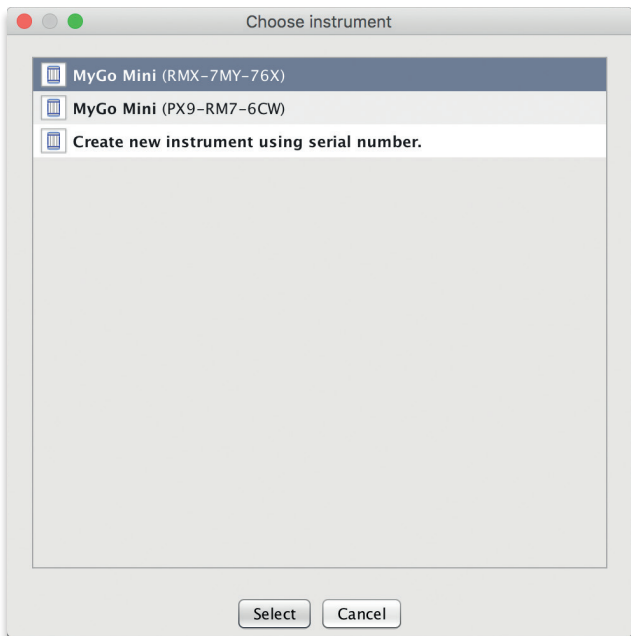 Choose instrument
MyGo Mini (RMX-7MY-76X)
MyGo Mini (PX9-RM7-6CW)
Create new instrument using serial number.
Select Cancel